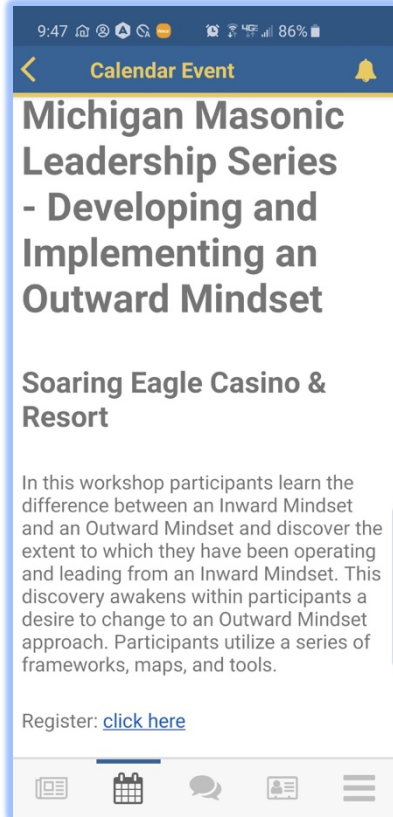 9:47 86%
Calendar Event
Michigan Masonic
Leadership Series
- Developing and
Implementing an
Outward Mindset
Soaring Eagle Casino &
Resort
In this workshop participants learn the
difference between an Inward Mindset
and an Outward Mindset and discover the
extent to which they have been operating
and leading from an Inward Mindset. This
discovery awakens within participants a
desire to change to an Outward Mindset
approach. Participants utilize a series of
frameworks, maps, and tools.
Register: click here